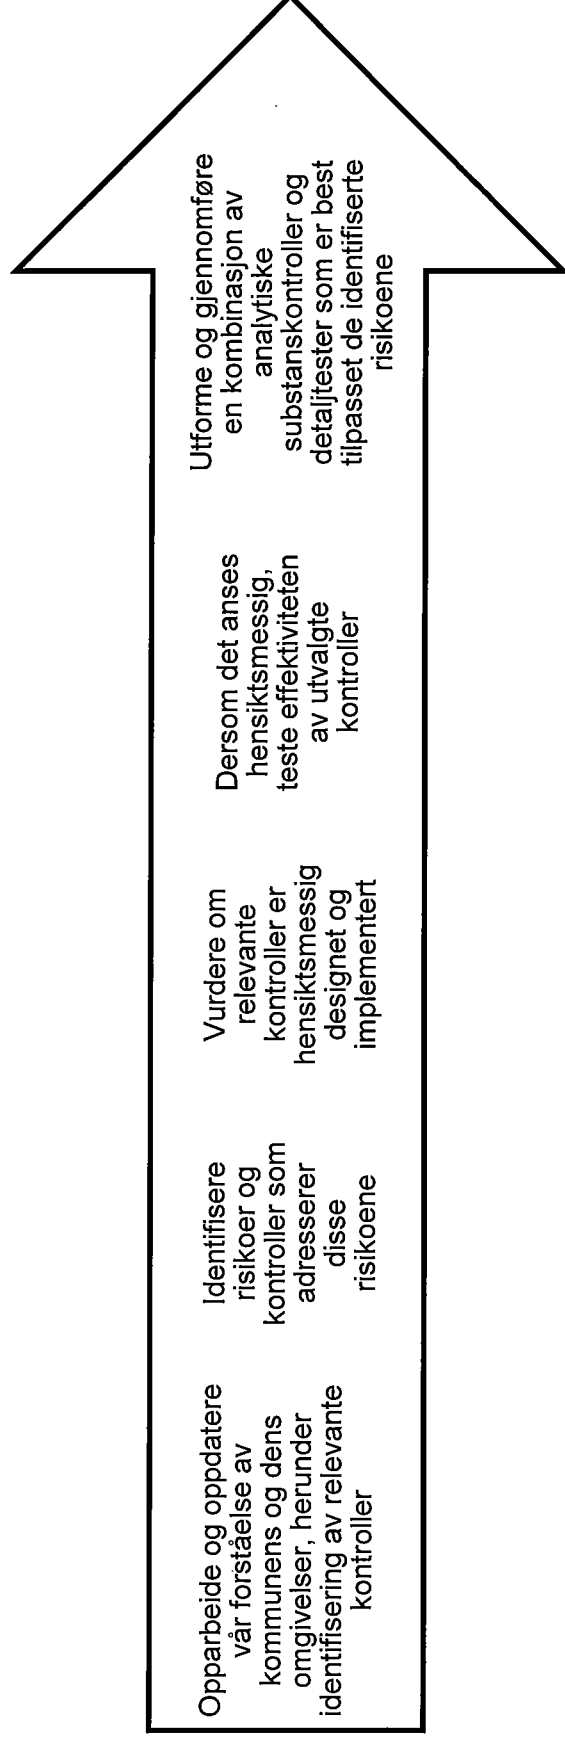 Opparbeide og oppdatere
vår forståelse av
kommunens og dens
omgivelser, herunder
identifisering av relevante
kontroller
Identifisere
risikoer og
kontroller som
adresserer
disse
risikoene
Vurdere om
relevante
kontroller er
hensiktsmessig
designet og
implementert
Dersom det anses
hensiktsmessig,
teste effektiviteten
av utvalgte
kontroller
Utforme og gjennomføre
en kombinasjon av
analytiske
substanskontroller og
detaljtester som er best
tilpasset de identifiserte
risikoene